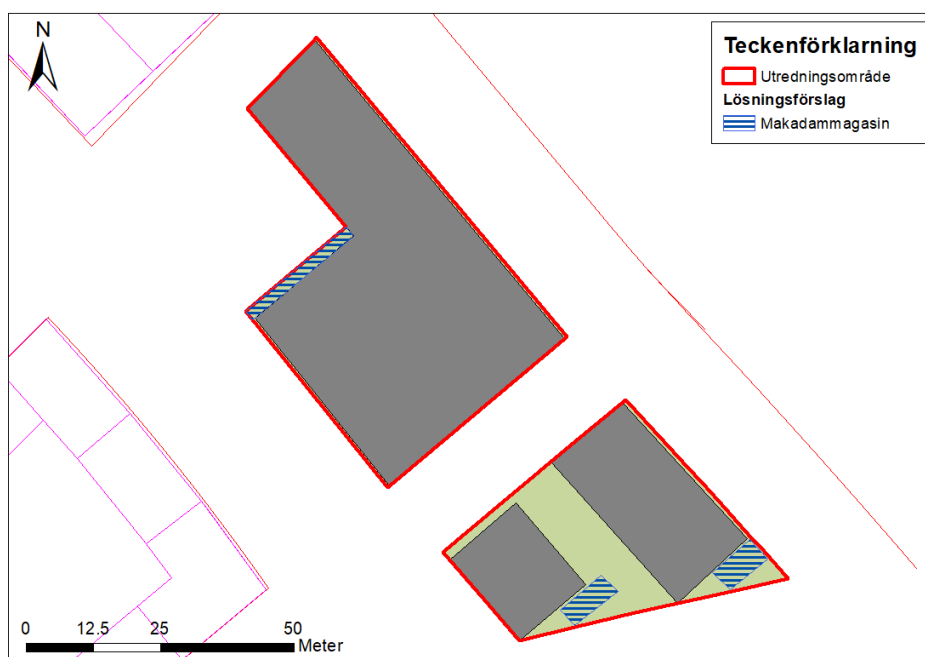 N
Teckenförklarning
Utredningsområde
Lösningsförslag
Makadammagasin
0 12.5 25 50
Meter